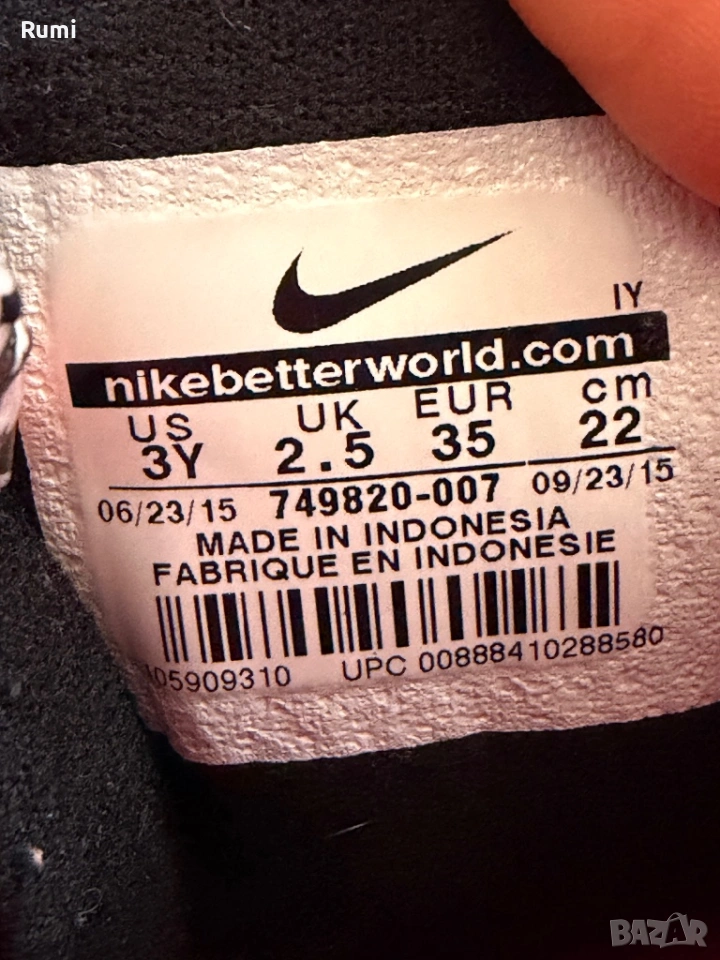 Rumi
IY
nikebetterworld.com
US UK EUR cm
3Y 2.5 35 22
06/23/15 749820-007 09/23/15
MADE IN INDONESIA
FABRIQUE EN INDONESIE
105909310 UPC 00888410288580
BAZAR